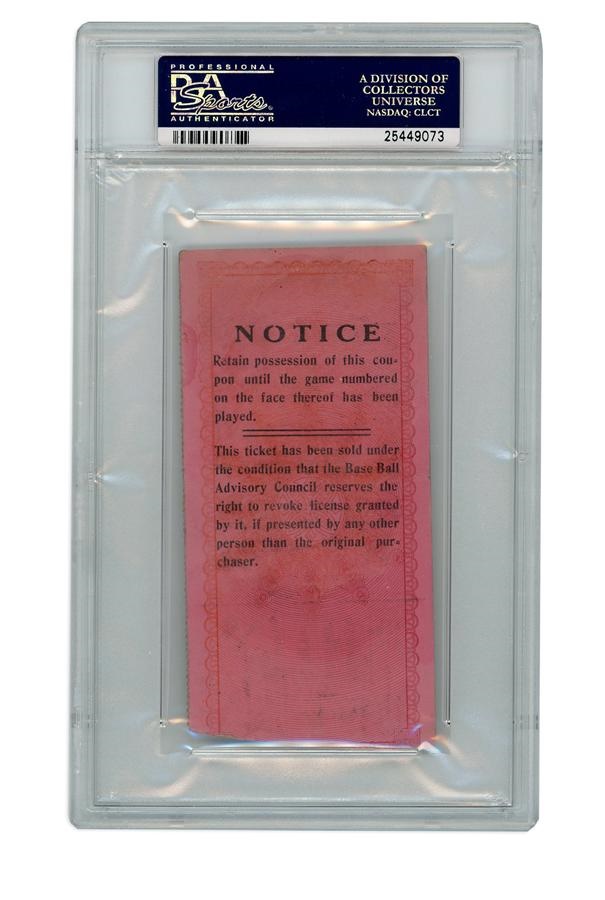 PROFESSIONAL
PSA
Sports
AUTHENTICATOR
A DIVISION OF
COLLECTORS
UNIVERSE
NASDAQ: CLCT
25449073
NOTICE
Retain possession of this cou-
pon until the game numbered
on the face thereof has been
played.
This ticket has been sold under
the condition that the Base Ball
Advisory Council reserves the
right to revoke license granted
by it, if presented by any other
person than the original pur-
chaser.